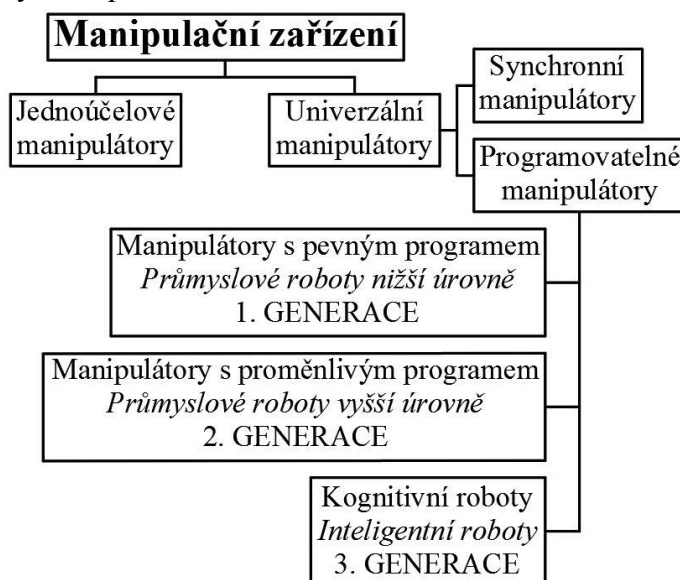 Manipulační zařízení
Jednoúčelové
manipulátory
Univerzální
manipulátory
Synchronní
manipulátory
Programovatelné
manipulátory
Manipulátory s pevným programem
Průmyslové roboty nižší úrovně
1. GENERACE
Manipulátory s proměnlivým programem
Průmyslové roboty vyšší úrovně
2. GENERACE
Kognitivní roboty
Inteligentní roboty
3. GENERACE